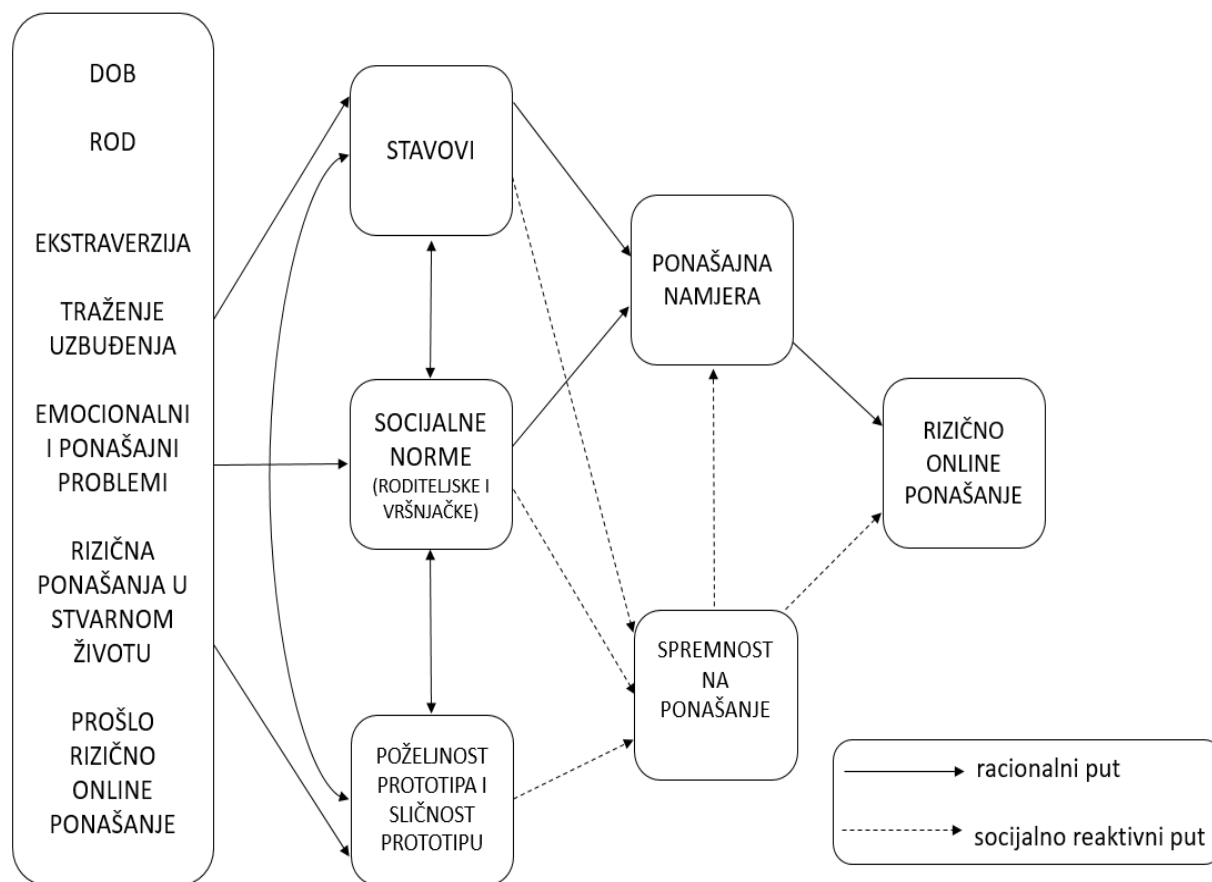 DOB
ROD
EKSTRAVERZIJA
TRAŽENJE
UZBUĐENJA
EMOCIONALNI
I PONAŠAJNI
PROBLEMI
RIZIČNA
PONAŠANJA U
STVARNOM
ŽIVOTU
PROŠLO
RIZIČNO
ONLINE
PONAŠANJE
STAVOVI
SOCIJALNE
NORME
(RODITELJSKE I
VRŠNJAČKE)
POŽELJNOST
PROTOTIPA I
SLIČNOST
PROTOTIPU
PONAŠAJNA
NAMJERA
SPREMNOST
NA
PONAŠANJE
RIZIČNO
ONLINE
PONAŠANJE
racionalni put
socijalno reaktivni put